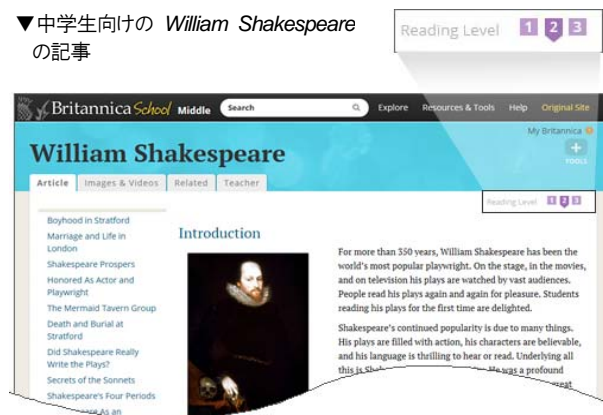 ▼中学生向けの William Shakespeare
の記事
Reading Level 1 2 3
Britannica School Middle Search Explore Resources & Tools Help Original Site
My Britannica
William Shakespeare
TOOLS
Article Images & Videos Related Teacher
Reading Level 1 2 3
Boyhood in Stratford
Marriage and Life in
London
Shakespeare Prospers
Honored As Actor and
Playwright
The Mermaid Tavern Group
Death and Burial at
Stratford
Did Shakespeare Really
Write the Plays?
Secrets of the Sonnets
Shakespeare's Four Periods
As an
Introduction
For more than 350 years, William Shakespeare has been the
world's most popular playwright. On the stage, in the movies,
and on television his plays are watched by vast audiences.
People read his plays again and again for pleasure. Students
reading his plays for the first time are delighted.
Shakespeare's continued popularity is due to many things.
His plays are filled with action, his characters are believable,
and his language is thrilling to hear or read. Underlying all
this is He was a profound
great